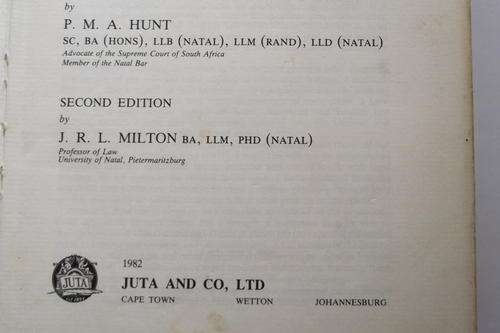 by
P. M. A. HUNT
SC, BA (HONS), LLB (NATAL), LLM (RAND), LLD (NATAL)
Advocate of the Supreme Court of South Africa
Member of the Natal Bar
SECOND EDITION
by
J. R. L. MILTON BA, LLM, PHD (NATAL)
Professor of Law
University of Natal, Pietermaritzburg
1982
JUTA
JUTA AND CO, LTD
CAPE TOWN WETTON JOHANNESBURG